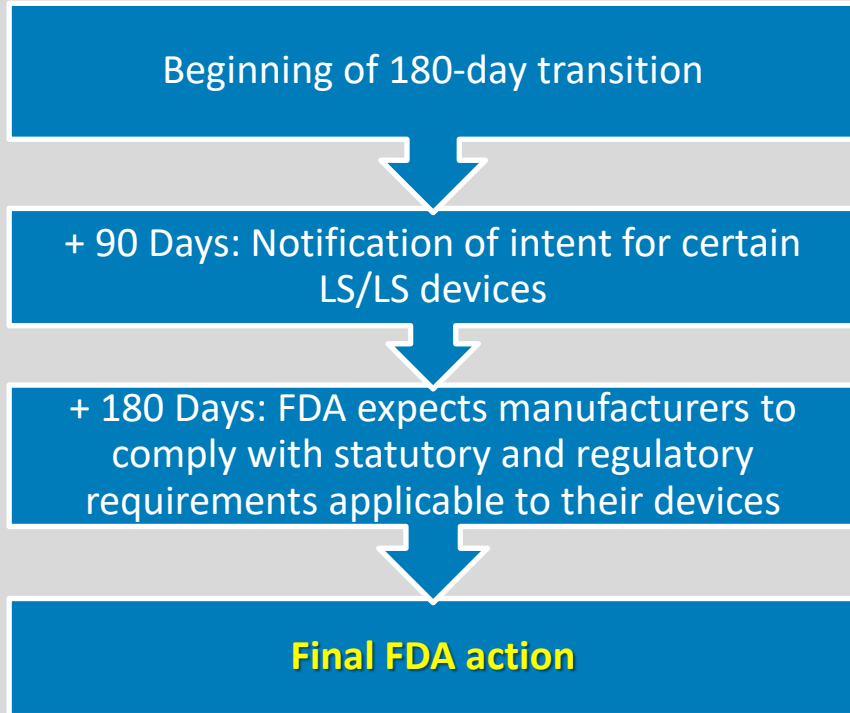 Beginning of 180-day transition
+ 90 Days: Notification of intent for certain
LS/LS devices
+ 180 Days: FDA expects manufacturers to
comply with statutory and regulatory
requirements applicable to their devices
Final FDA action